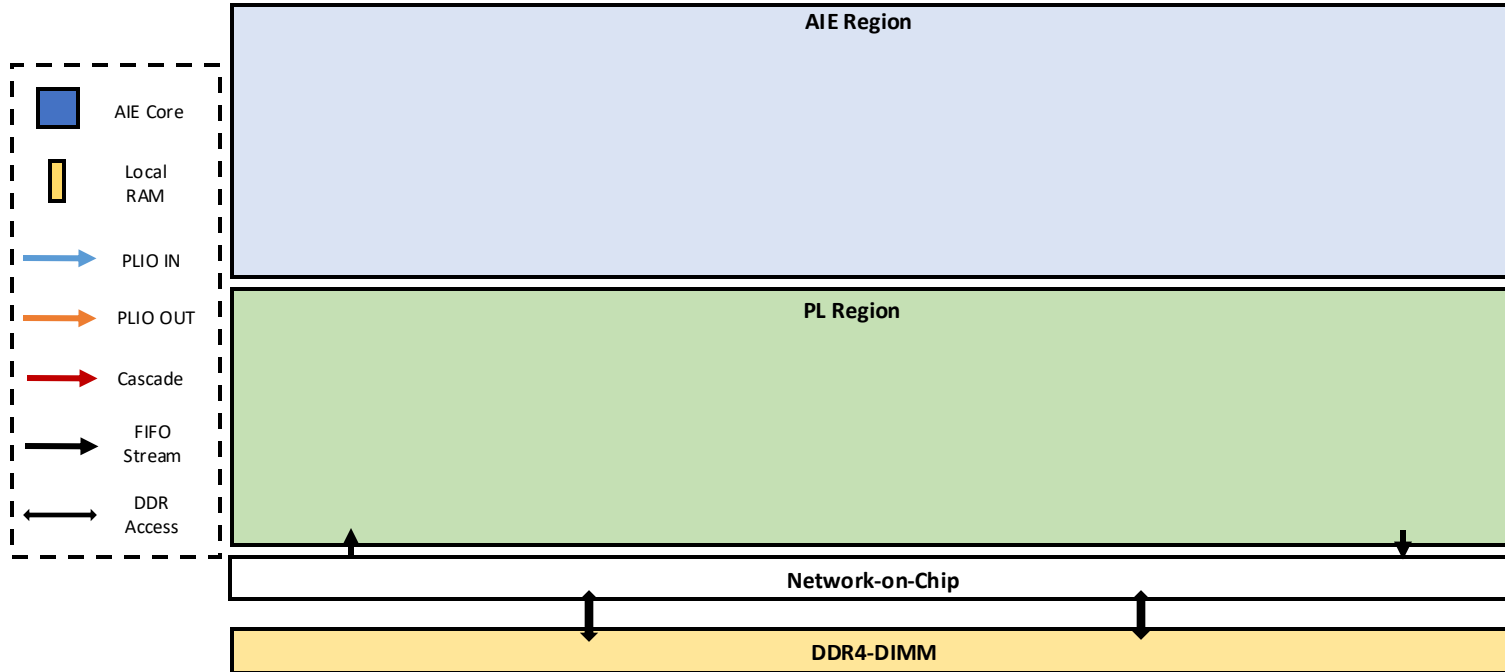 AIE Region
AIE Core
Local
RAM
PLIO IN
PLIO OUT
Cascade
FIFO
Stream
DDR
Access
PL Region
Network-on-Chip
DDR4-DIMM